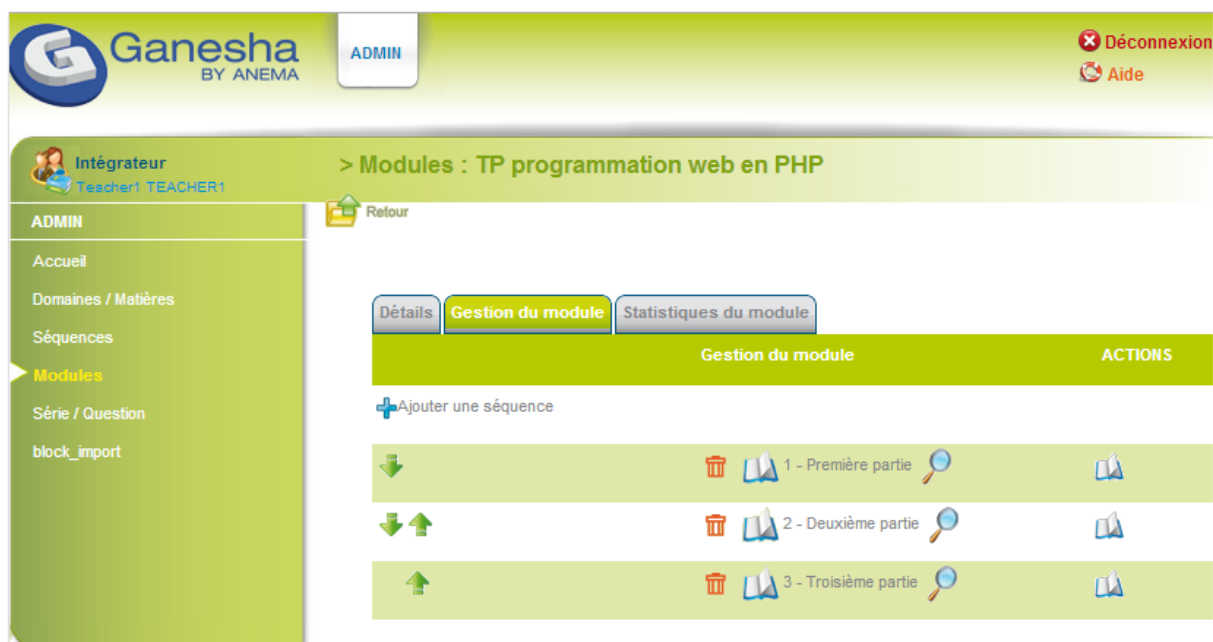 Ganesha
BY ANEMA
ADMIN
Déconnexion
Aide
Intégrateur
Teacher1 TEACHER1
> Modules : TP programmation web en PHP
Retour
ADMIN
Accueil
Domaines / Matières
Séquences
Modules
Série / Question
block_import
Détails Gestion du module Statistiques du module
Gestion du module ACTIONS
Ajouter une séquence
1 - Première partie
2 - Deuxième partie
3 - Troisième partie